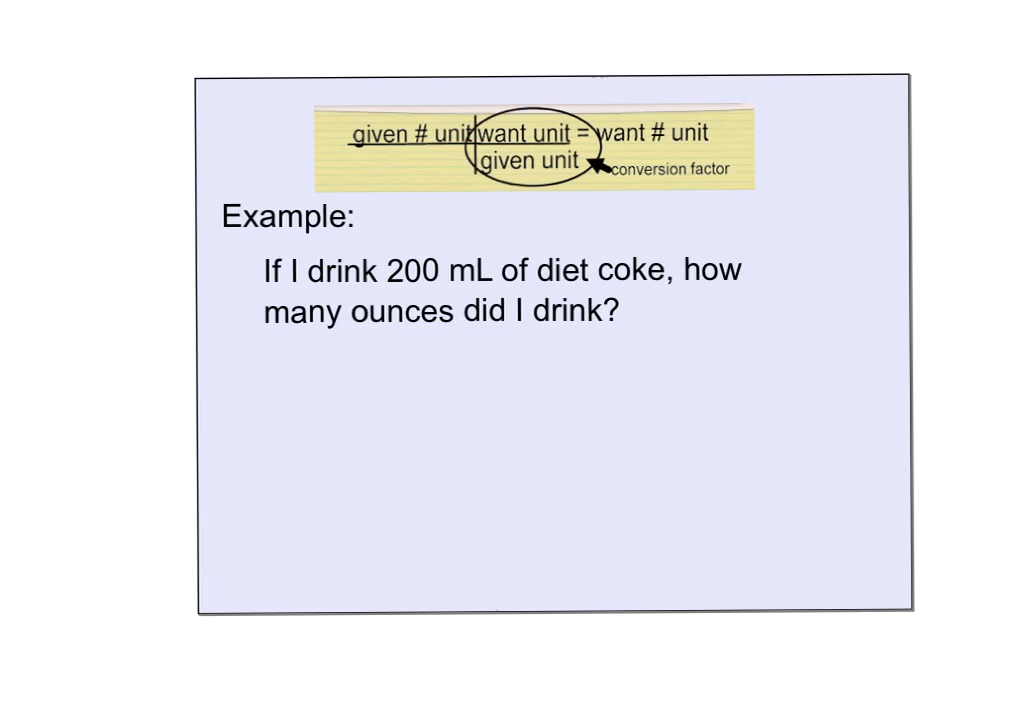 given # unit|want unit = want # unit
given unit
conversion factor
Example:
If I drink 200 mL of diet coke, how
many ounces did I drink?